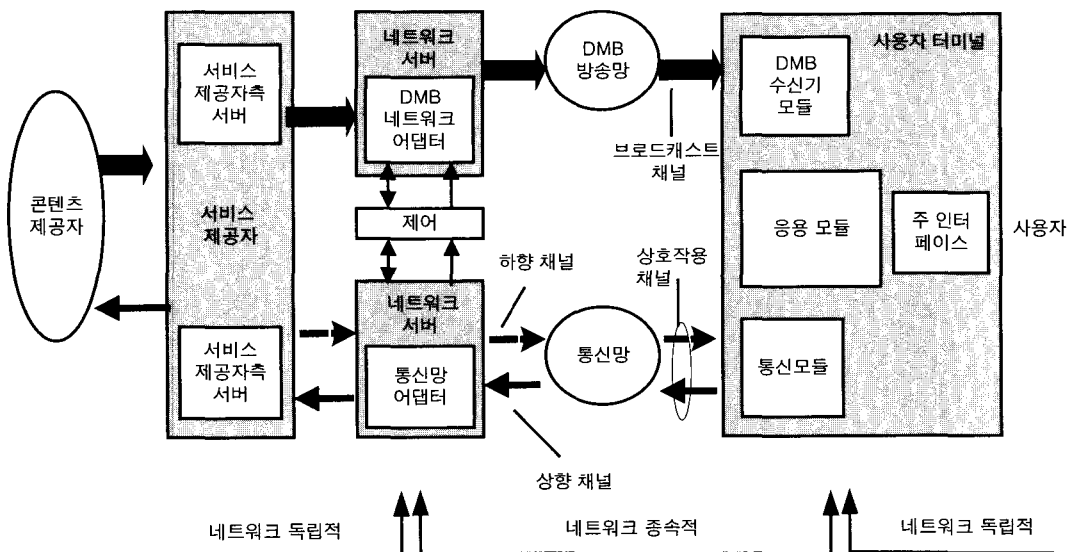 콘텐츠
제공자
서비스
제공자측
서버
서비스
제공자
서비스
제공자측
서버
네트워크
서버
DMB
네트워크
어댑터
제어
네트워크
서버
통신망
어댑터
DMB
방송망
브로드캐스트
채널
하향 채널
상호작용
채널
통신망
상향 채널
사용자 터미널
DMB
수신기
모듈
응용 모듈
주 인터
페이스
통신모듈
사용자
네트워크 독립적
네트워크 종속적
네트워크 독립적